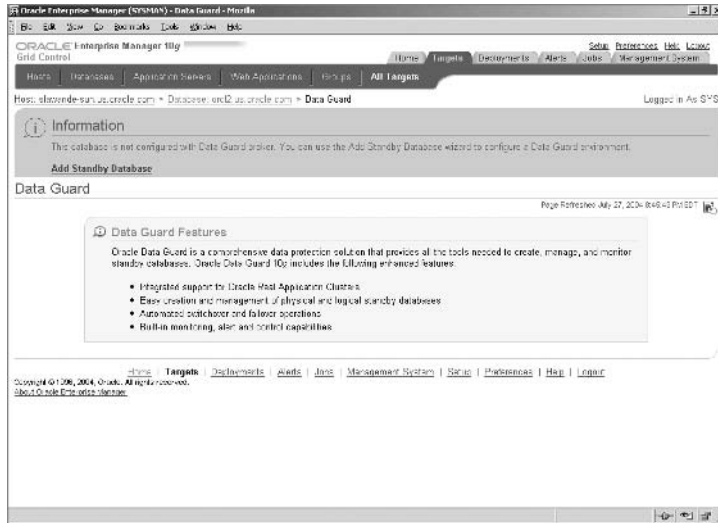 Oracle Enterprise Manager (SYSMAN) - Data Guard - Mozilla
File Edit View Go Bookmarks Tools Window Help
ORACLE Enterprise Manager 10g
Grid Control
Setup Preferences Help Logout
Home Targets Deployments Alerts Jobs Management System
Hosts Databases Application Servers Web Applications Groups All Targets
Data Guard
Logged in As SYS
Information
This database is not configured with Data Guard broker. You can use the Add Standby Database wizard to configure a Data Guard environment.
Add Standby Database
Data Guard
Page Refreshed July 27, 2004
Data Guard Features
Oracle Data Guard is a comprehensive data protection solution that provides all the tools needed to create, manage, and monitor
standby databases. Oracle Data Guard 10g includes the following enhanced features:
• Integrated support for Oracle Real Application Clusters
• Easy creation and management of physical and logical standby databases
• Automated switchover and failover operations
• Built-in monitoring, alert and control capabilities
Home | Targets | Deployments | Alerts | Jobs | Management System | Setup | Preferences | Help | Logout
Copyright © 1996, 2004, Oracle. All rights reserved.
About Oracle Enterprise Manager